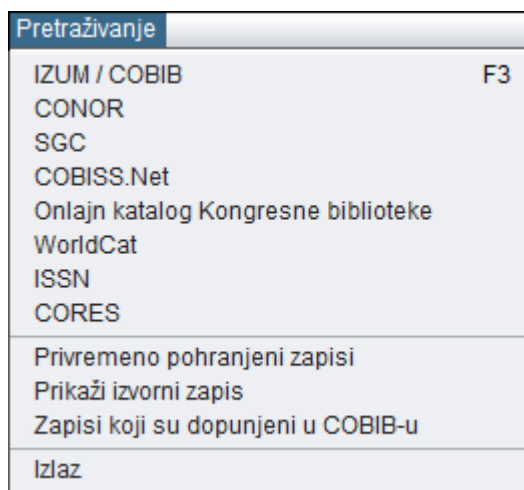 Pretraživanje
IZUM / COBIB F3
CONOR
SGC
COBISS.Net
Onlajn katalog Kongresne biblioteke
WorldCat
ISSN
CORES
Privremeno pohranjeni zapisi
Prikaži izvorni zapis
Zapisi koji su dopunjeni u COBIB-u
Izlaz